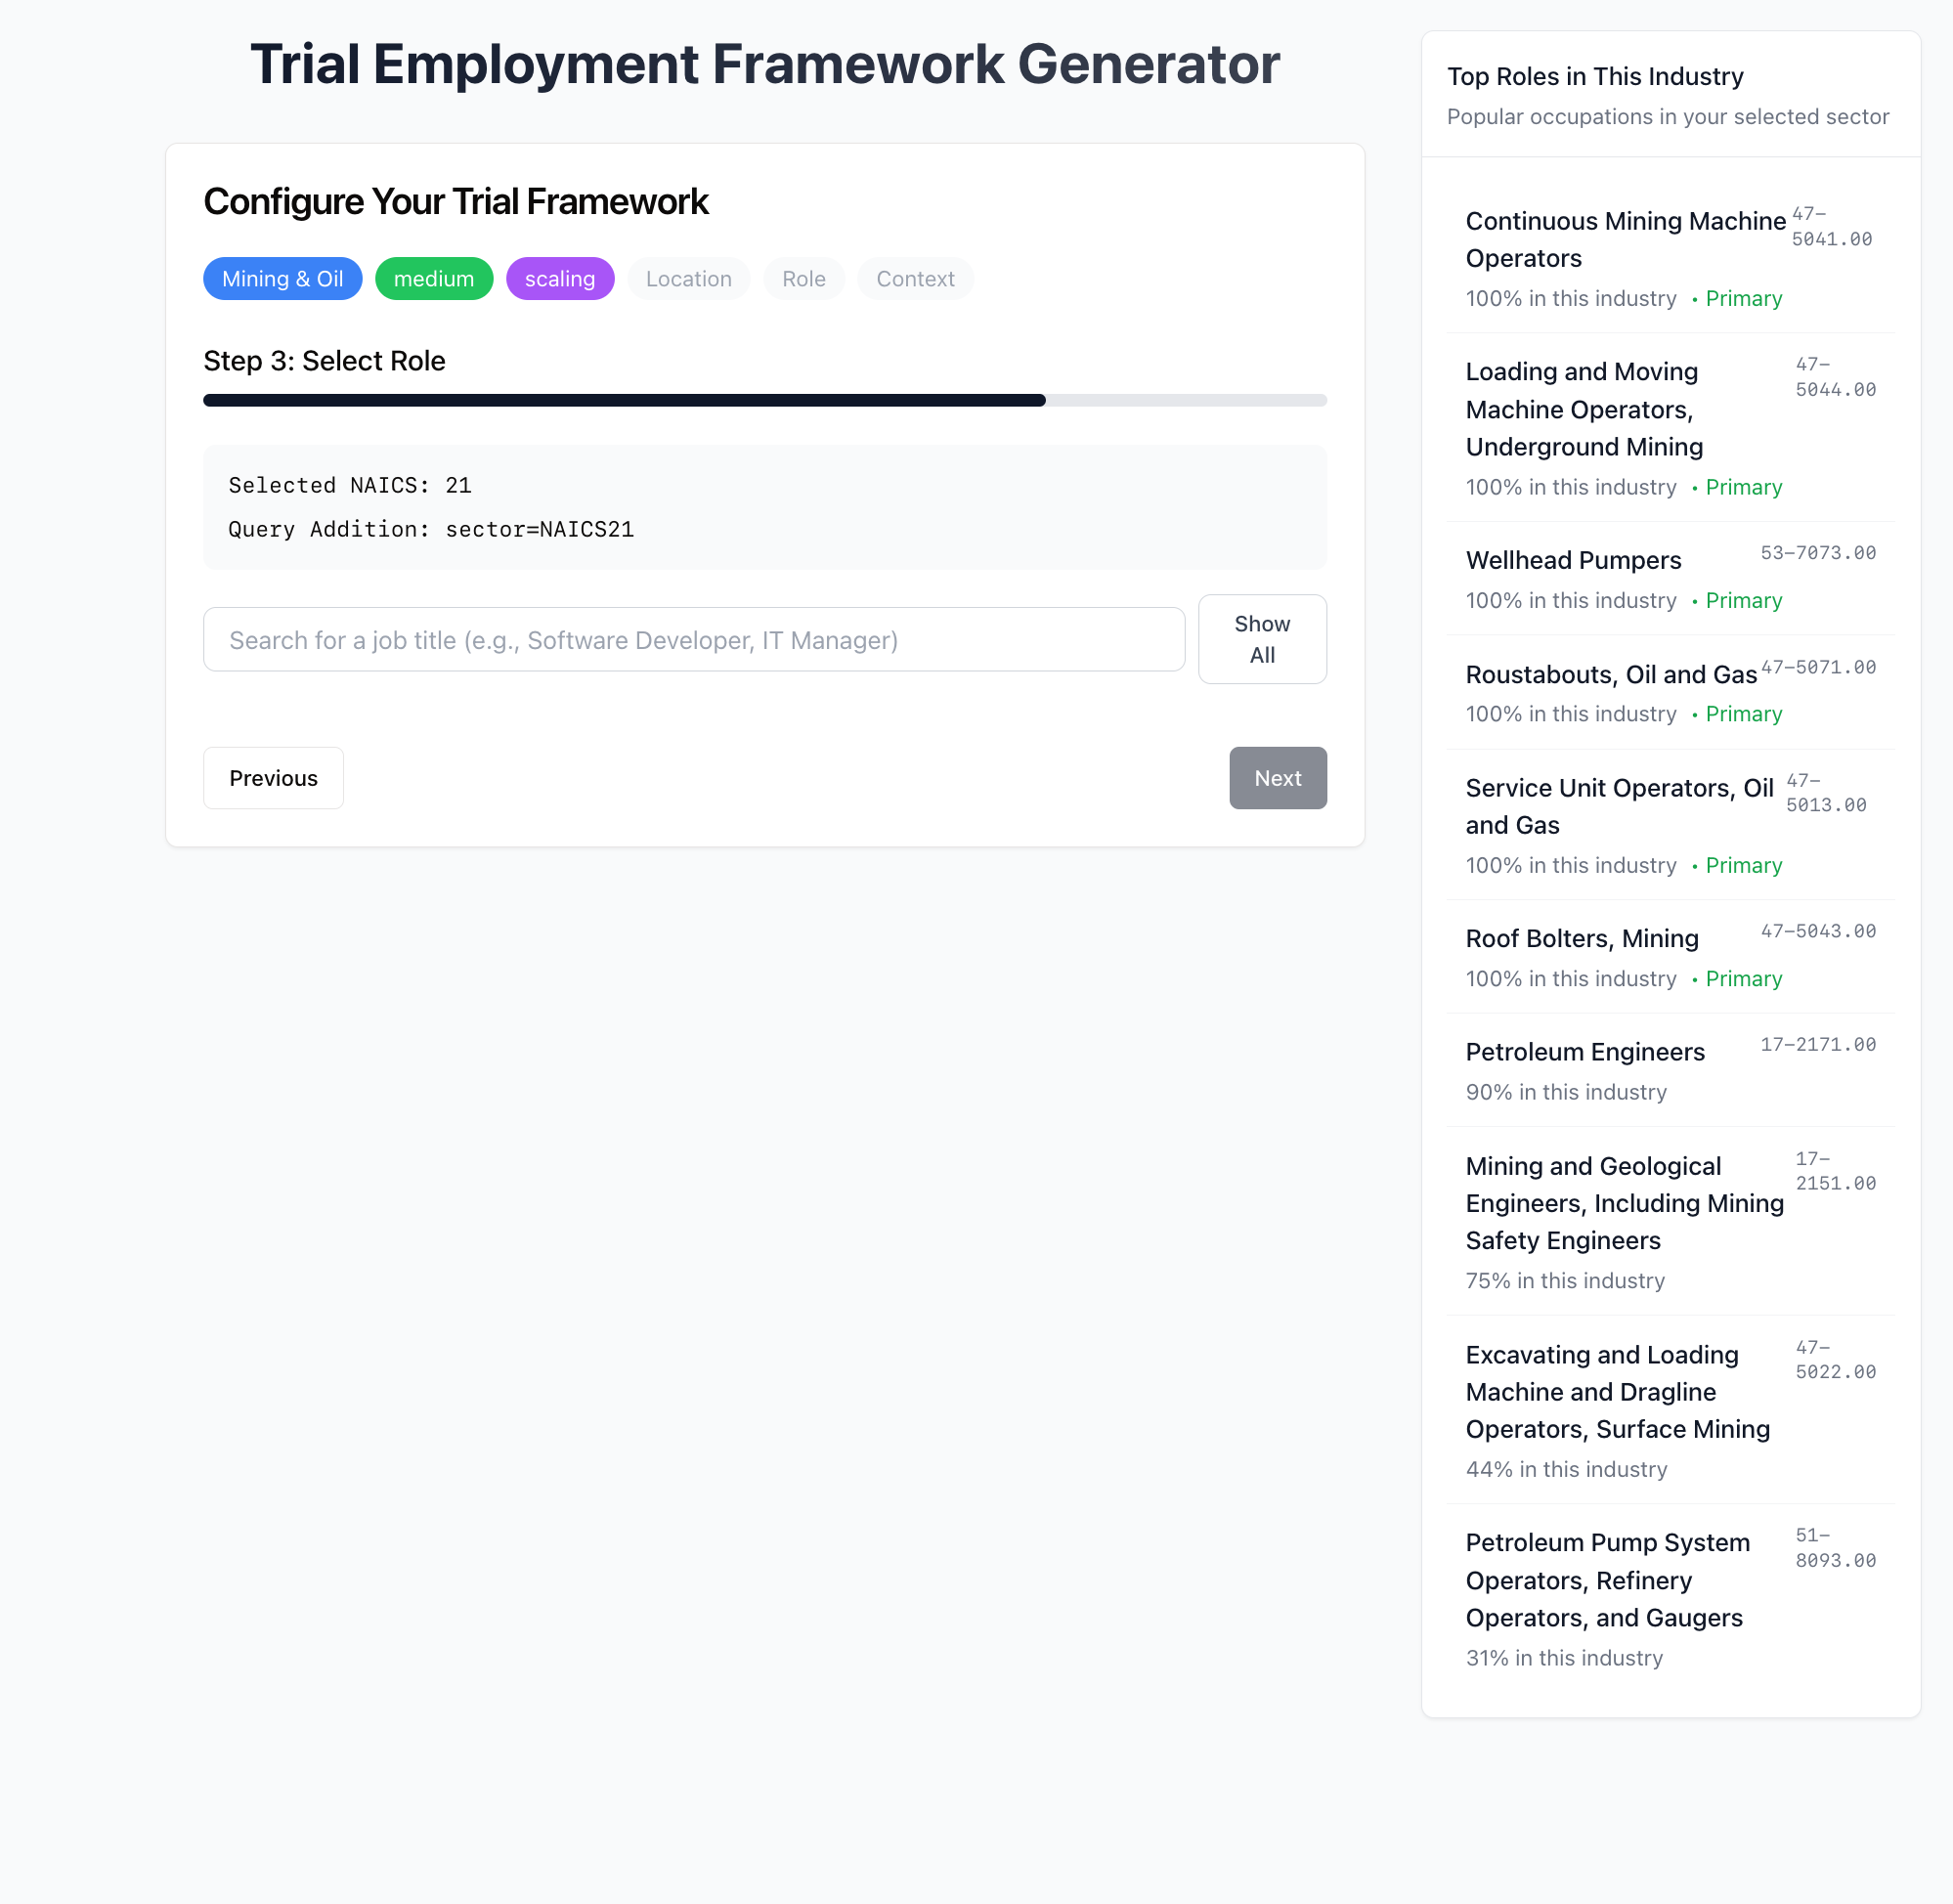 Trial Employment Framework Generator
Configure Your Trial Framework
Mining & Oil
medium
scaling
Location
Role
Context
Step 3: Select Role
Selected NAICS: 21
Query Addition: sector=NAICS21
Search for a job title (e.g., Software Developer, IT Manager)
Show
All
Previous
Next
Top Roles in This Industry
Popular occupations in your selected sector
Continuous Mining Machine
Operators
47-
5041.00
100% in this industry • Primary
Loading and Moving
Machine Operators,
Underground Mining
47-
5044.00
100% in this industry • Primary
Wellhead Pumpers
53-7073.00
100% in this industry • Primary
Roustabouts, Oil and Gas
47-5071.00
100% in this industry • Primary
Service Unit Operators, Oil
and Gas
47-
5013.00
100% in this industry • Primary
Roof Bolters, Mining
47-5043.00
100% in this industry • Primary
Petroleum Engineers
17-2171.00
90% in this industry
Mining and Geological
Engineers, Including Mining
Safety Engineers
17-
2151.00
75% in this industry
Excavating and Loading
Machine and Dragline
Operators, Surface Mining
47-
5022.00
44% in this industry
Petroleum Pump System
Operators, Refinery
Operators, and Gaugers
51-
8093.00
31% in this industry